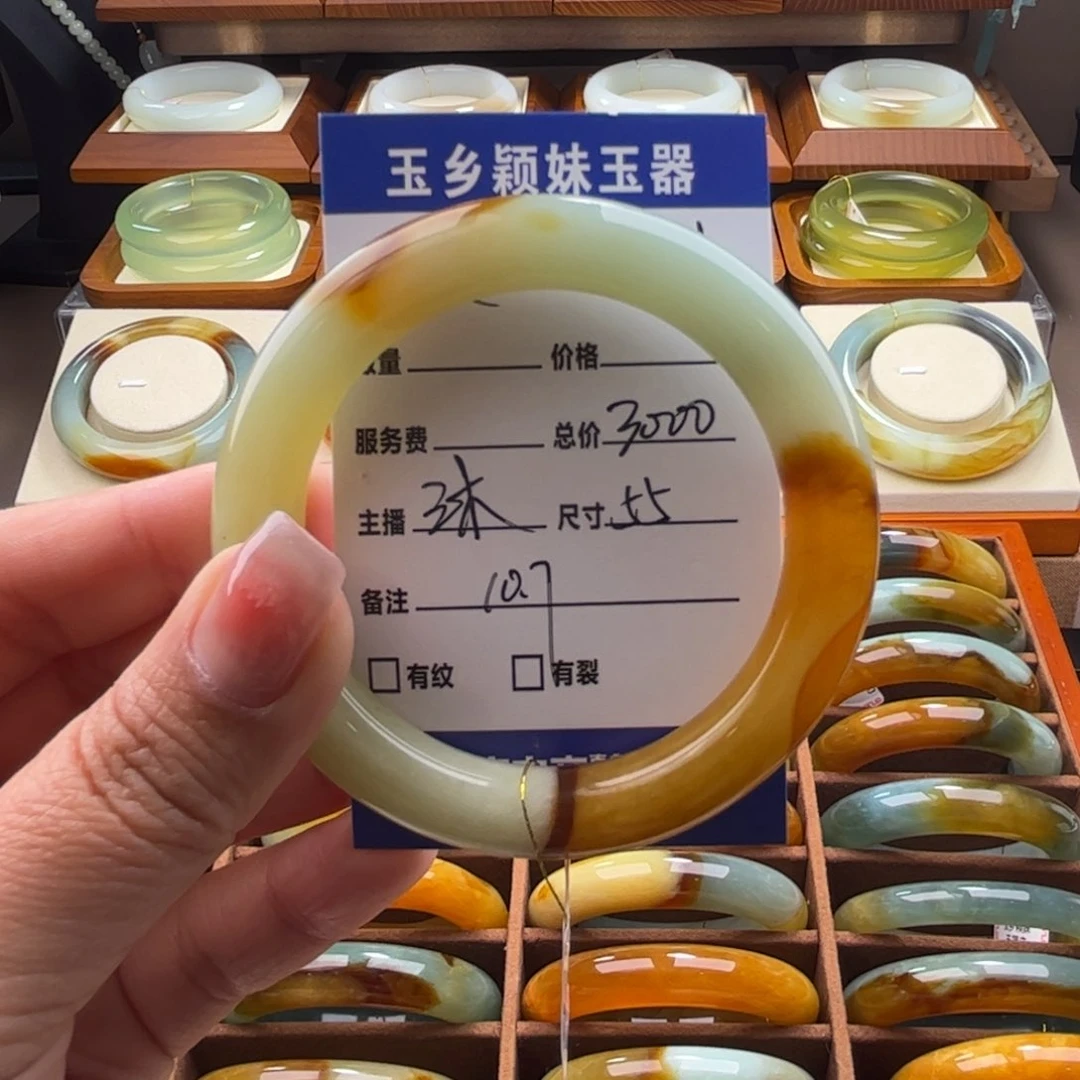 玉乡颖妹玉器
数量 价格
服务费 总价 3000
主播 尺寸 55
备注 10.7
□有纹 □有裂